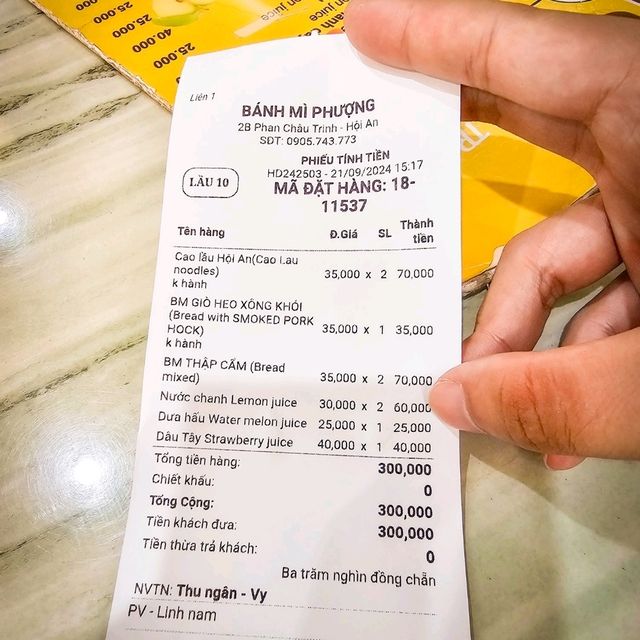 25.000
40.000
25.000
Liên 1
BÁNH MÌ PHƯỢNG
2B Phan Châu Trinh - Hội An
SĐT: 0905.743.773
PHIẾU TÍNH TIỀN
HD242503 - 21/09/2024 15:17
LẦU 10
MÃ ĐẶT HÀNG: 18-
11537
Tên hàng Đ.Giá SL Thành
tiền
Cao lầu Hội An(Cao Lau
noodles) 35,000 x 2 70,000
k hành
BM GIÒ HEO XÔNG KHÓI
(Bread with SMOKED PORK 35,000 x 1 35,000
HOCK)
k hành
BM THẬP CẨM (Bread
mixed) 35,000 x 2 70,000
Nước chanh Lemon juice 30,000 x 2 60,000
Dưa hấu Water melon juice 25,000 x 1 25,000
Dâu Tây Strawberry juice 40,000 x 1 40,000
Tổng tiền hàng: 300,000
Chiết khấu: 0
Tổng Cộng: 300,000
Tiền khách đưa: 300,000
Tiền thừa trả khách: 0
Ba trăm nghìn đồng chẵn
NVTN: Thu ngân - Vy
PV - Linh nam